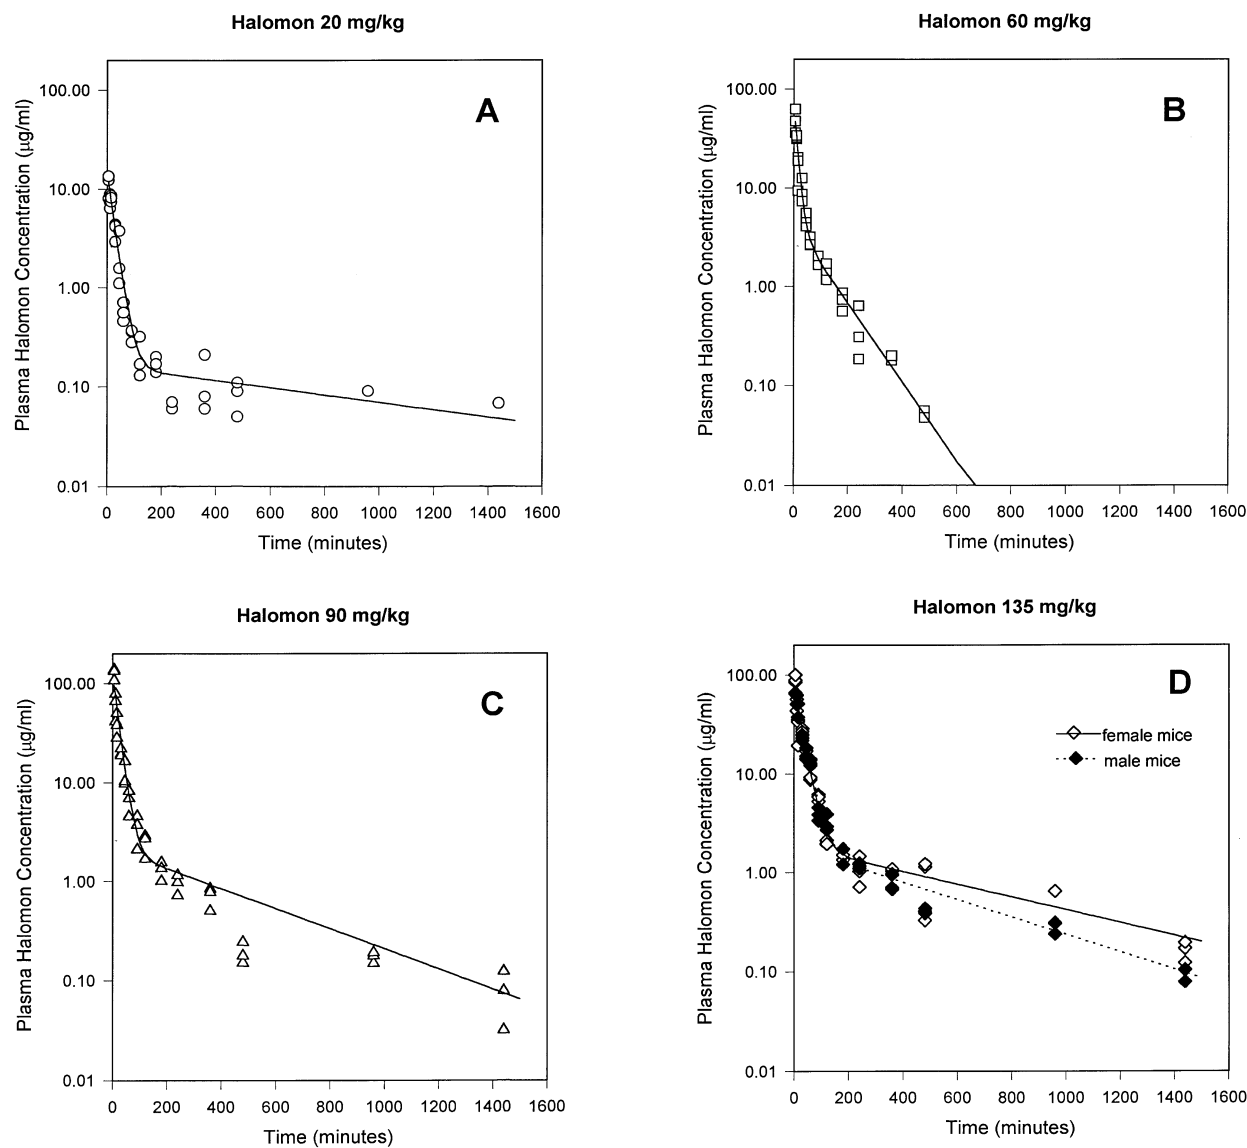 Halomon 20 mg/kg
A
Plasma Halomon Concentration (µg/ml)
100.00
10.00
1.00
0.10
0.01
0 200 400 600 800 1000 1200 1400 1600
Time (minutes)
Halomon 60 mg/kg
B
Plasma Halomon Concentration (µg/ml)
100.00
10.00
1.00
0.10
0.01
0 200 400 600 800 1000 1200 1400 1600
Time (minutes)
Halomon 90 mg/kg
C
Plasma Halomon Concentration (µg/ml)
100.00
10.00
1.00
0.10
0.01
0 200 400 600 800 1000 1200 1400 1600
Time (minutes)
Halomon 135 mg/kg
D
female mice
male mice
Plasma Halomon Concentration (µg/ml)
100.00
10.00
1.00
0.10
0.01
0 200 400 600 800 1000 1200 1400 1600
Time (minutes)